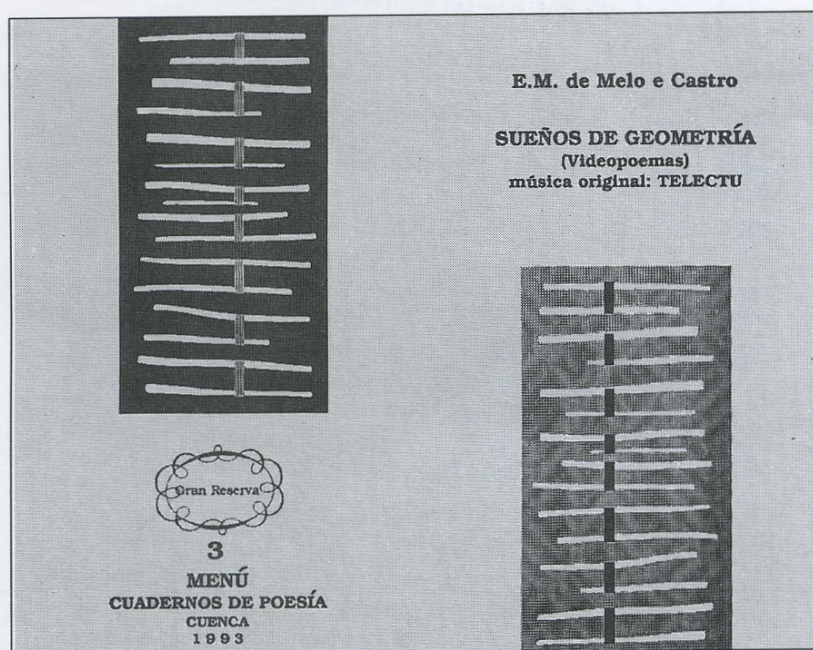 E.M. de Melo e Castro
SUEÑOS DE GEOMETRÍA
(Videopoemas)
música original: TELECTU
Gran Reserva
3
MENÚ
CUADERNOS DE POESÍA
CUENCA
1993